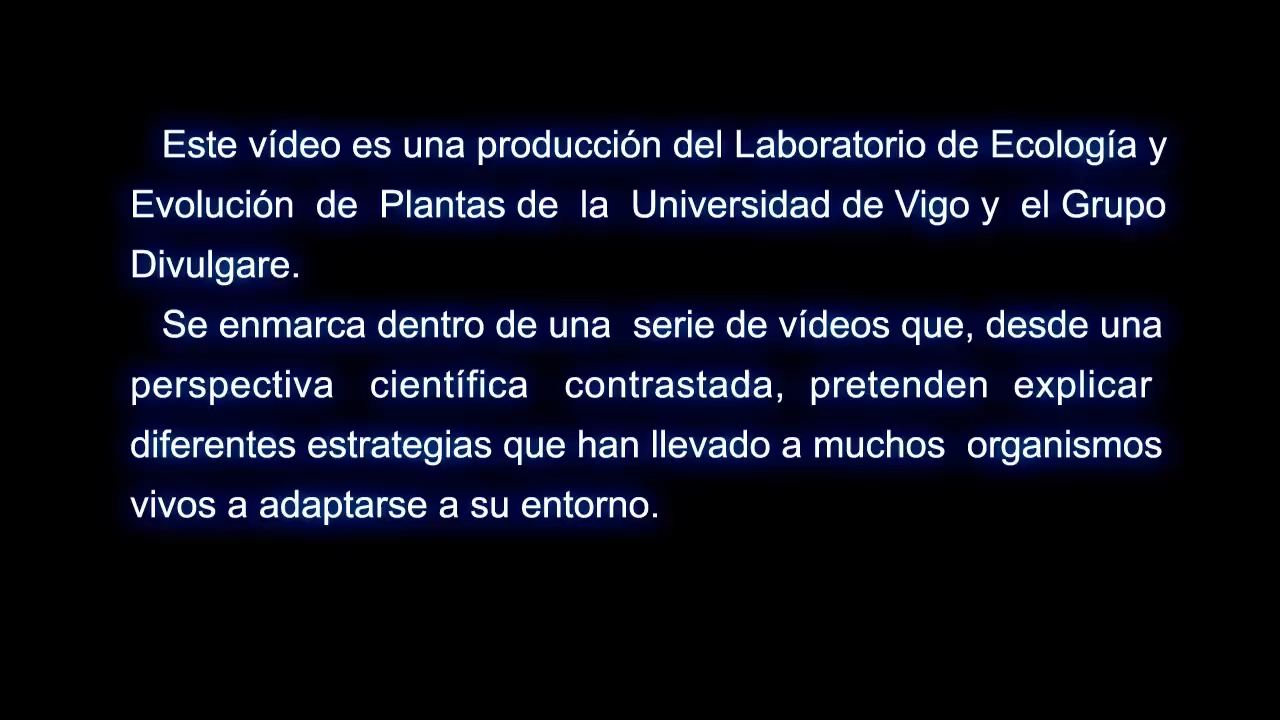 Este vídeo es una producción del Laboratorio de Ecología y
Evolución de Plantas de la Universidad de Vigo y el Grupo
Divulgare.
Se enmarca dentro de una serie de vídeos que, desde una
perspectiva científica contrastada, pretenden explicar
diferentes estrategias que han llevado a muchos organismos
vivos a adaptarse a su entorno.